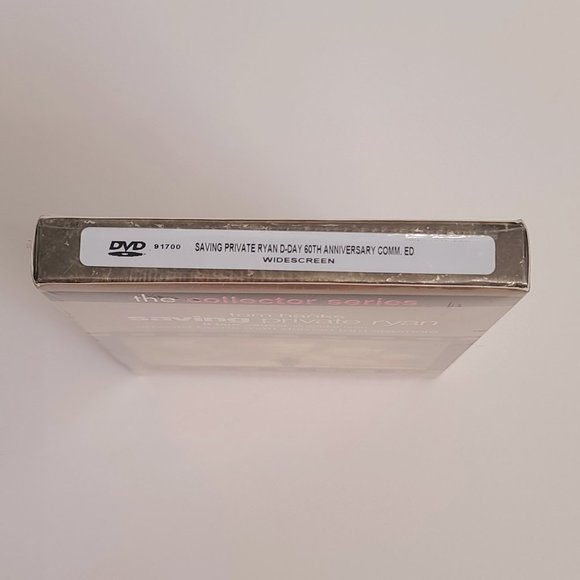 DVD 91700 SAVING PRIVATE RYAN D-DAY 60TH ANNIVERSARY COMM. ED
WIDESCREEN
the collector series
tom hanks
saving private ryan